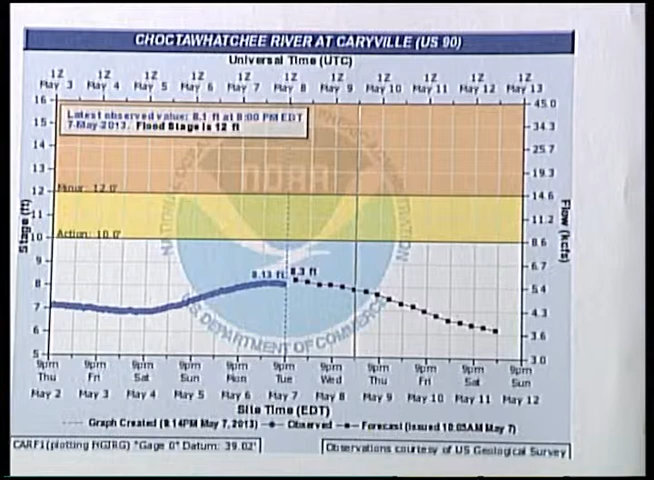 CHOCTAWHATCHEE RIVER AT CARYVILLE (US 90)
Universal Time (UTC)
1Z 1Z 1Z 1Z 1Z 1Z 1Z 1Z 1Z 1Z 1Z
May 3 May 4 May 5 May 6 May 7 May 8 May 9 May 10 May 11 May 12 May 13
Latest observed value: 8.1 ft at 8:00 PM EDT
7-May-2013. Flood Stage is 12 ft
Stage (ft)
16
15
14
13
12
11
10
9
8
7
6
5
Minor: 12.0'
Action: 10.0'
NOAA
U.S. DEPARTMENT OF COMMERCE
8.13 ft
8.3 ft
45.0
34.3
25.7
19.3
14.6
11.2
8.6
6.7
5.4
4.3
3.6
3.0
Flow (kcfs)
9pm 9pm 9pm 9pm 9pm 9pm 9pm 9pm 9pm 9pm 9pm
Thu Fri Sat Sun Mon Tue Wed Thu Fri Sat Sun
May 2 May 3 May 4 May 5 May 6 May 7 May 8 May 9 May 10 May 11 May 12
Site Time (EDT)
Graph Created (8:14PM May 7, 2013) Observed Forecast (issued 10:05AM May 7)
CARF1(plotting HGIRG) "Gage 0" Datum: 39.02'
Observations courtesy of US Geological Survey